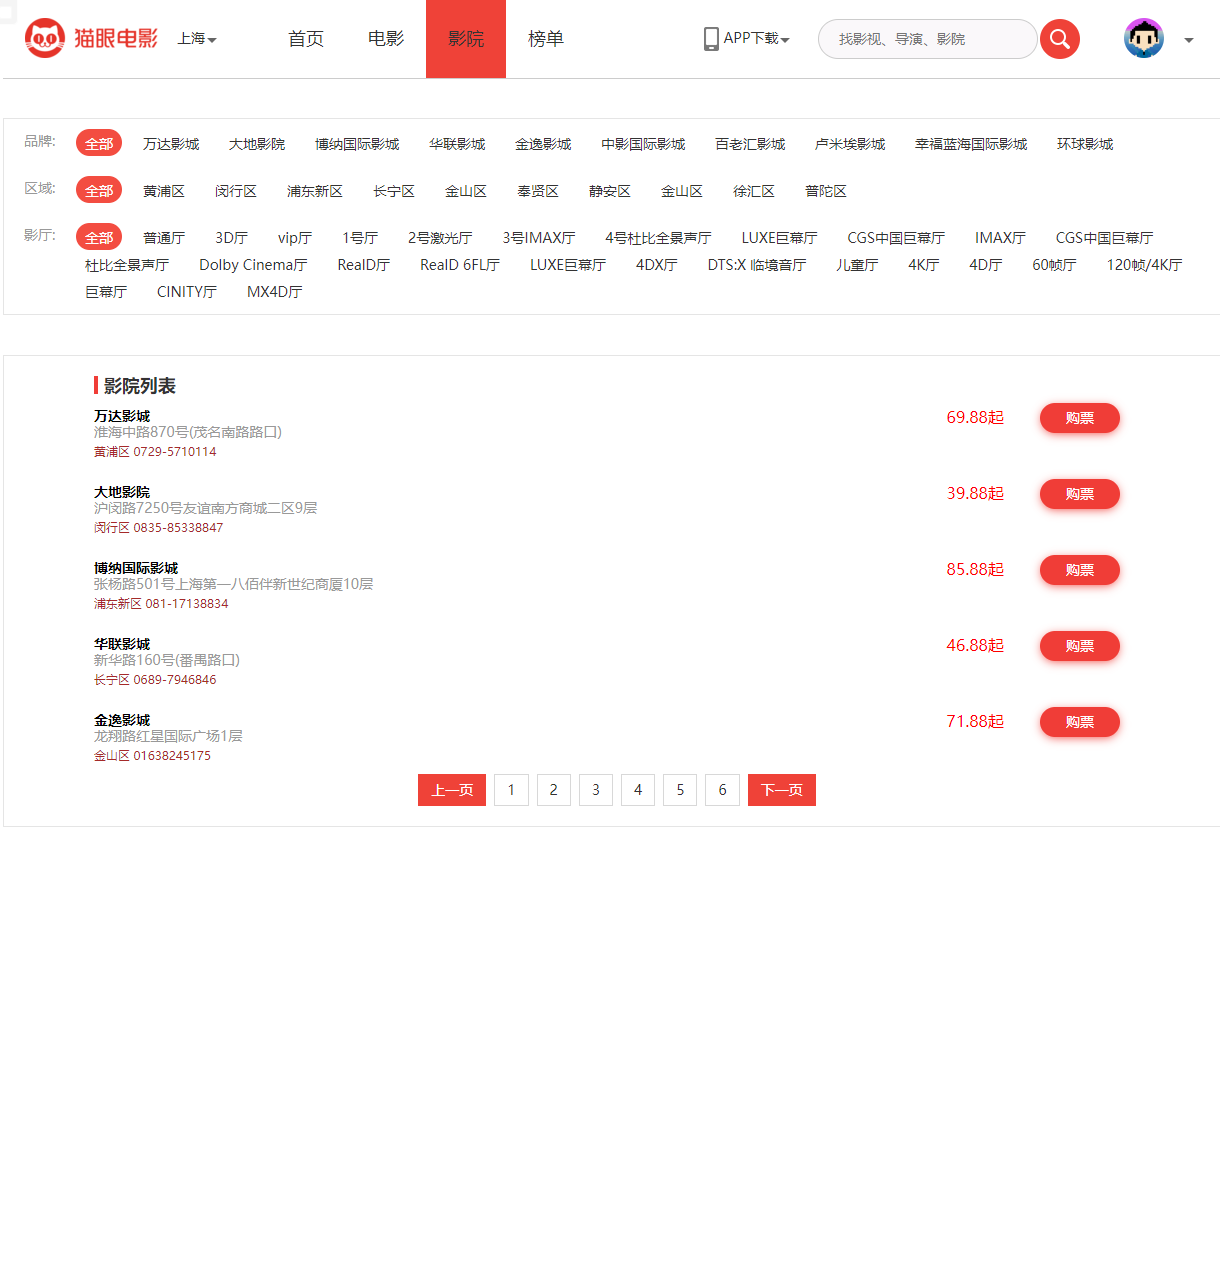 猫眼电影 上海 首页 电影 影院 榜单 APP下载 找影视、导演、影院
品牌: 全部 万达影城 大地影院 博纳国际影城 华联影城 金逸影城 中影国际影城 百老汇影城 卢米埃影城 幸福蓝海国际影城 环球影城
区域: 全部 黄浦区 闵行区 浦东新区 长宁区 金山区 奉贤区 静安区 金山区 徐汇区 普陀区
影厅: 全部 普通厅 3D厅 vip厅 1号厅 2号激光厅 3号IMAX厅 4号杜比全景声厅 LUXE巨幕厅 CGS中国巨幕厅 IMAX厅 CGS中国巨幕厅
杜比全景声厅 Dolby Cinema厅 RealD厅 RealD 6FL厅 LUXE巨幕厅 4DX厅 DTS:X 临境音厅 儿童厅 4K厅 4D厅 60帧厅 120帧/4K厅
巨幕厅 CINITY厅 MX4D厅
影院列表
万达影城 69.88起 购票
淮海中路870号(茂名南路路口)
黄浦区 0729-5710114
大地影院 39.88起 购票
沪闵路7250号友谊南方商城二区9层
闵行区 0835-85338847
博纳国际影城 85.88起 购票
张杨路501号上海第一八佰伴新世纪商厦10层
浦东新区 081-17138834
华联影城 46.88起 购票
新华路160号(番禺路口)
长宁区 0689-7946846
金逸影城 71.88起 购票
龙翔路红星国际广场1层
金山区 01638245175
上一页 1 2 3 4 5 6 下一页